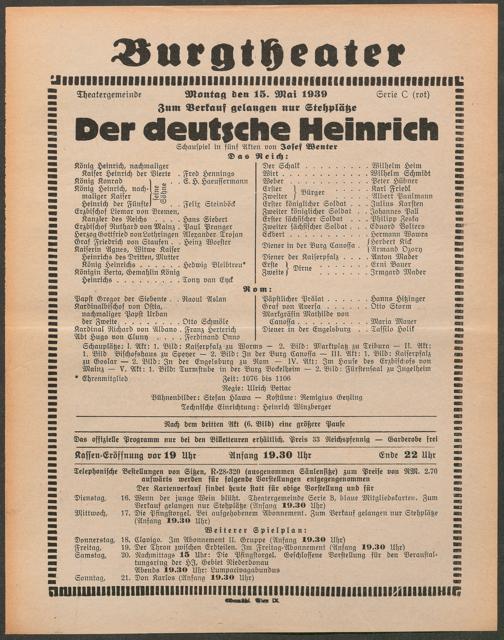 Burgtheater
Theatergemeinde Montag den 15. Mai 1939 Serie C (rot)
Zum Verkauf gelangen nur Stehplätze
Der deutsche Heinrich
Schauspiel in fünf Akten von Josef Wenter
Das Reich:
König Heinrich, nachmaliger
Kaiser Heinrich der Vierte . Fred Hennings
König Konrad . . . . . E. H. Haeussermann
König Heinrich, nach-
maliger Kaiser
Heinrich der Fünfte
seine Söhne
Felix Steinböck
Erzbischof Liemar von Bremen,
Kanzler des Reichs . . . Hans Siebert
Erzbischof Ruthard von Mainz . Paul Pranger
Herzog Gottfried von Lothringen Alexander Trojan
Graf Friedrich von Staufen . Heinz Woester
Kaiserin Agnes, Witwe Kaiser
Heinrichs des Dritten, Mutter
König Heinrichs . . . . Hedwig Bleibtreu*
Königin Berta, Gemahlin König
Heinrichs . . . . . Tony van Eyck
Der Schalk . . . . . . Wilhelm Heim
Wirt . . . . . . Wilhelm Schmidt
Weber . . . . . . Peter Hübner
Erster } Bürger . . . . Karl Friedl
Zweiter } Albert Panzlmayer
Erster königlicher Soldat . . Julius Karsten
Zweiter königlicher Soldat . . Johannes Pall
Erster sächsischer Soldat . . Philipp Zeska
Zweiter sächsischer Soldat . . Eduard Volters
Eckert . . . . . . Hermann Wawra
Diener in der Burg Canossa . { Herbert Kick
Armand Ozory
Diener der Kaiserpfalz . . . Anton Mader
Erste } Dirne . . . . Erni Bauer
Zweite } Irmgard Mader
Rom:
Papst Gregor der Siebente . . Raoul Aslan
Kardinalbischof von Ostia,
nachmaliger Papst Urban
der Zweite . . . . . Otto Schmöle
Kardinal Richard von Albano . Franz Herterich
Abt Hugo von Cluny . . . Ferdinand Onno
Päpstlicher Prälat . . . . Hanns Hitzinger
Graf von Aversa . . . . Otto Storm
Markgräfin Mathilde von
Canossa . . . . . Maria Mayer
Diener in der Engelsburg . . Tassilo Holik
Schauplätze: I. Akt: 1. Bild: Kaiserpfalz zu Worms — 2. Bild: Marktplatz zu Tribura — II. Akt:
1. Bild Bischofshaus zu Speyer — 2. Bild: In der Burg Canossa — III. Akt: 1. Bild: Kaiserpfalz
zu Goslar — 2. Bild: In der Engelsburg zu Rom — IV. Akt: Im Hause des Erzbischofs von
Mainz — V. Akt: 1. Bild: Turmstube in der Burg Böckelheim — 2. Bild: Fürstensaal zu Ingelheim
* Ehrenmitglied Zeit: 1076 bis 1106
Regie: Ulrich Bettac
Bühnenbilder: Stefan Hlawa — Kostüme: Remigius Geyling
Technische Einrichtung: Heinrich Winzberger
Nach dem dritten Akt (6. Bild) eine größere Pause
Das offizielle Programm nur bei den Billetteuren erhältlich, Preis 33 Reichspfennig — Garderobe frei
Kassen-Eröffnung vor 19 Uhr Anfang 19.30 Uhr Ende 22 Uhr
Telephonische Bestellungen von Sitzen, R-28-320 (ausgenommen Säulensitze) zum Preise von RM. 2.70
aufwärts werden für folgende Vorstellungen entgegengenommen
Der Kartenverkauf findet heute statt für obige Vorstellung und für
Dienstag, 16. Wenn der junge Wein blüht. Theatergemeinde Serie B, blaue Mitgliedskarten. Zum
Verkauf gelangen nur Stehplätze (Anfang 19.30 Uhr)
Mittwoch, 17. Die Pfingstorgel. Bei aufgehobenem Abonnement. Zum Verkauf gelangen nur Stehplätze
(Anfang 19.30 Uhr)
Weiterer Spielplan:
Donnerstag, 18. Clavigo. Im Abonnement II. Gruppe (Anfang 19.30 Uhr)
Freitag, 19. Der Thron zwischen Erdteilen. Im Freitag-Abonnement (Anfang 19.30 Uhr)
Samstag, 20. Nachmittags 15 Uhr: Die Pfingstorgel. Geschlossene Vorstellung für den Veranstal-
tungsring der HJ, Gebiet Niederdonau
Abends 19.30 Uhr: Lumpacivagabundus
Sonntag, 21. Don Karlos (Anfang 19.30 Uhr)
Wien IX.